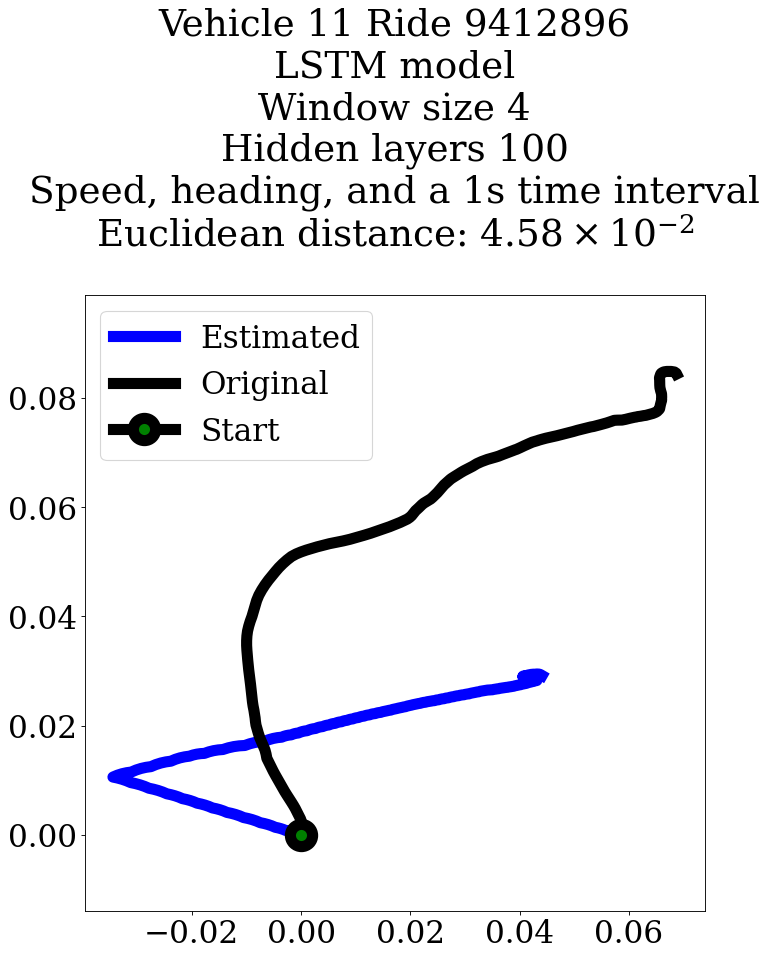 Vehicle 11 Ride 9412896
LSTM model
Window size 4
Hidden layers 100
Speed, heading, and a 1s time interval
Euclidean distance: 4.58 × 10⁻²
Estimated
Original
Start
0.08
0.06
0.04
0.02
0.00
−0.02 0.00 0.02 0.04 0.06